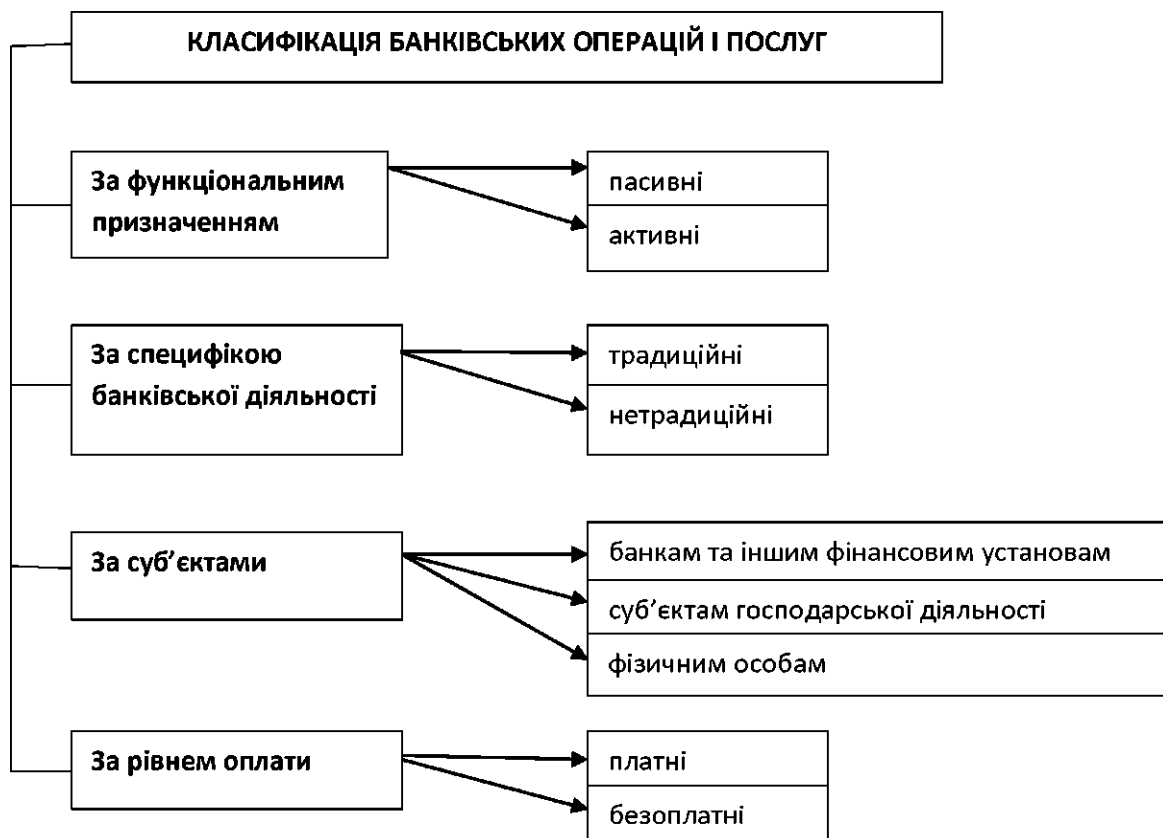 КЛАСИФІКАЦІЯ БАНКІВСЬКИХ ОПЕРАЦІЙ І ПОСЛУГ
За функціональним
призначенням
пасивні
активні
За специфікою
банківської діяльності
традиційні
нетрадиційні
За суб’єктами
банкам та іншим фінансовим установам
суб’єктам господарської діяльності
фізичним особам
За рівнем оплати
платні
безоплатні